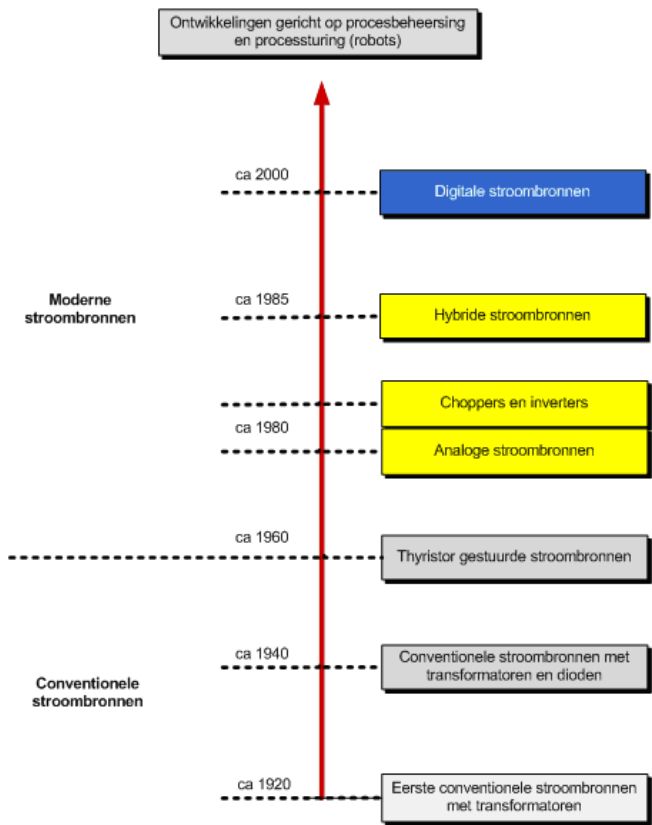 Ontwikkelingen gericht op procesbeheersing
en processturing (robots)
ca 2000
Digitale stroombronnen
Moderne
stroombronnen
ca 1985
Hybride stroombronnen
Choppers en inverters
ca 1980
Analoge stroombronnen
ca 1960
Thyristor gestuurde stroombronnen
ca 1940
Conventionele stroombronnen met
transformatoren en dioden
Conventionele
stroombronnen
ca 1920
Eerste conventionele stroombronnen
met transformatoren